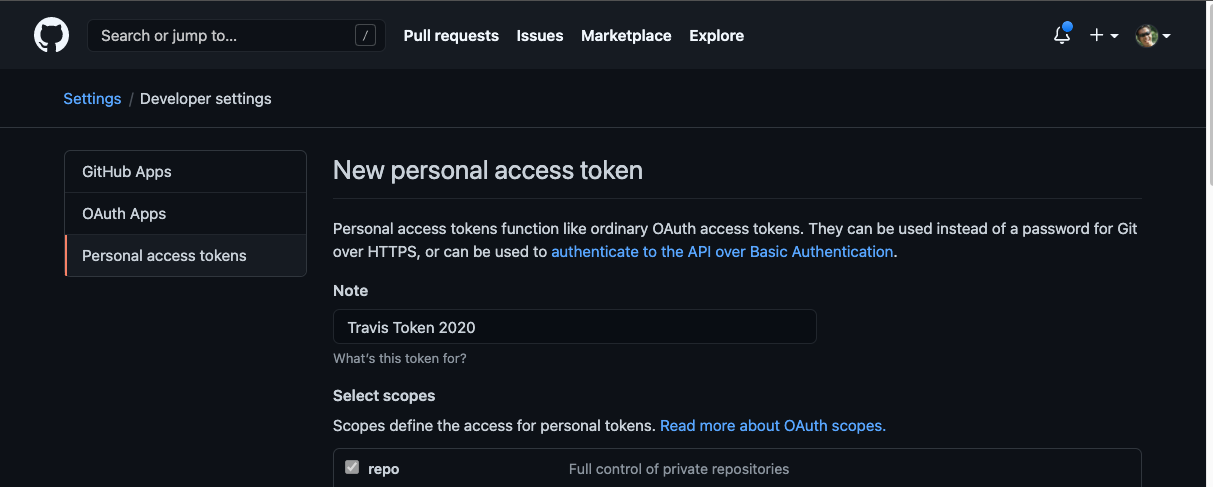 Search or jump to... /
Pull requests Issues Marketplace Explore
Settings / Developer settings
GitHub Apps
OAuth Apps
Personal access tokens
New personal access token
Personal access tokens function like ordinary OAuth access tokens. They can be used instead of a password for Git
over HTTPS, or can be used to authenticate to the API over Basic Authentication.
Note
Travis Token 2020
What's this token for?
Select scopes
Scopes define the access for personal tokens. Read more about OAuth scopes.
repo Full control of private repositories